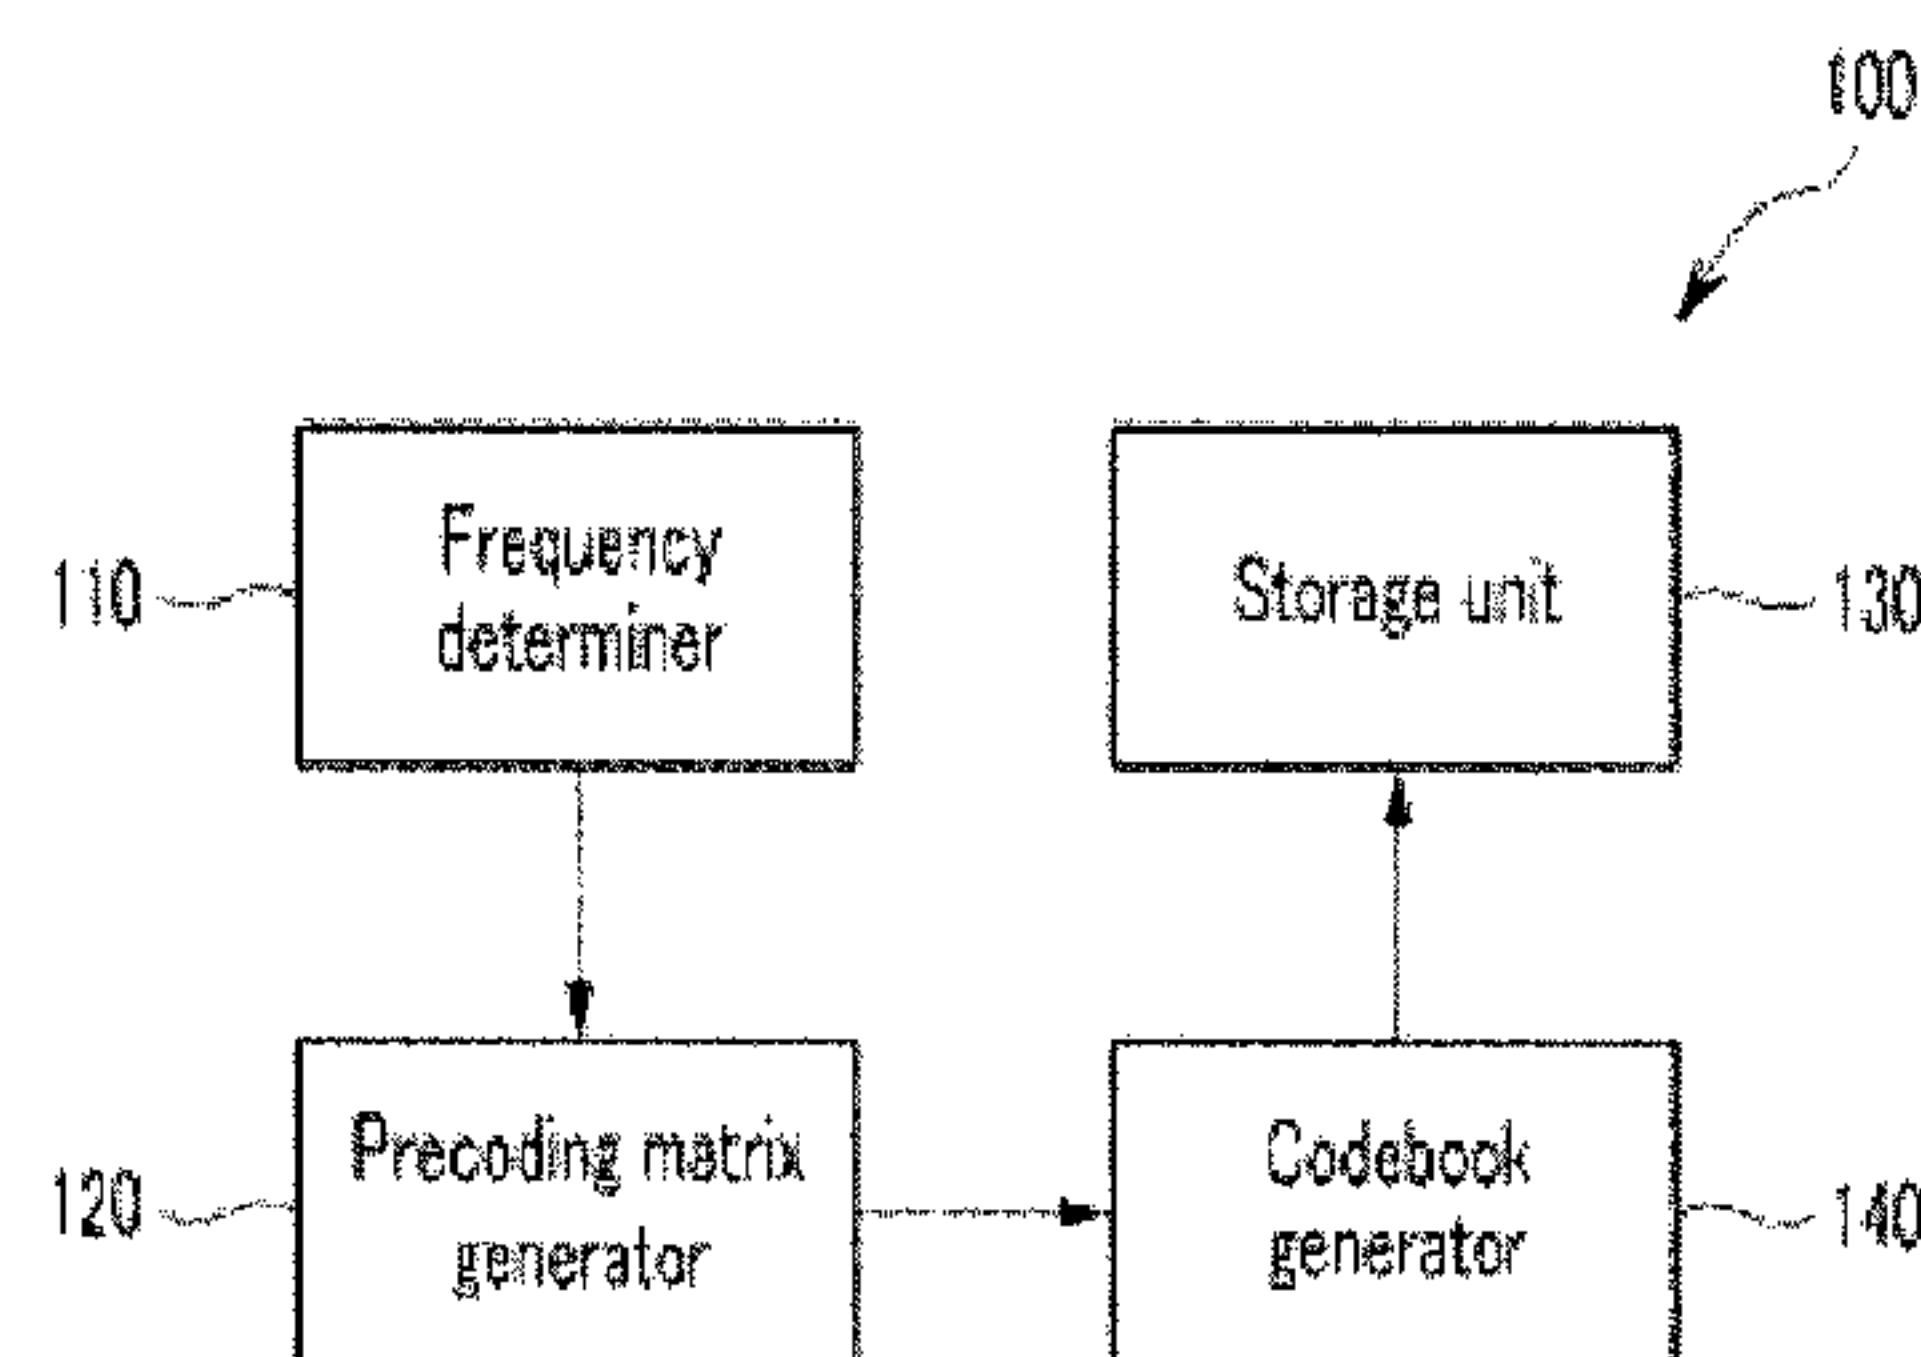 100
Frequency
determiner
110
Storage unit
130
Precoding matrix
generator
120
Codebook
generator
140